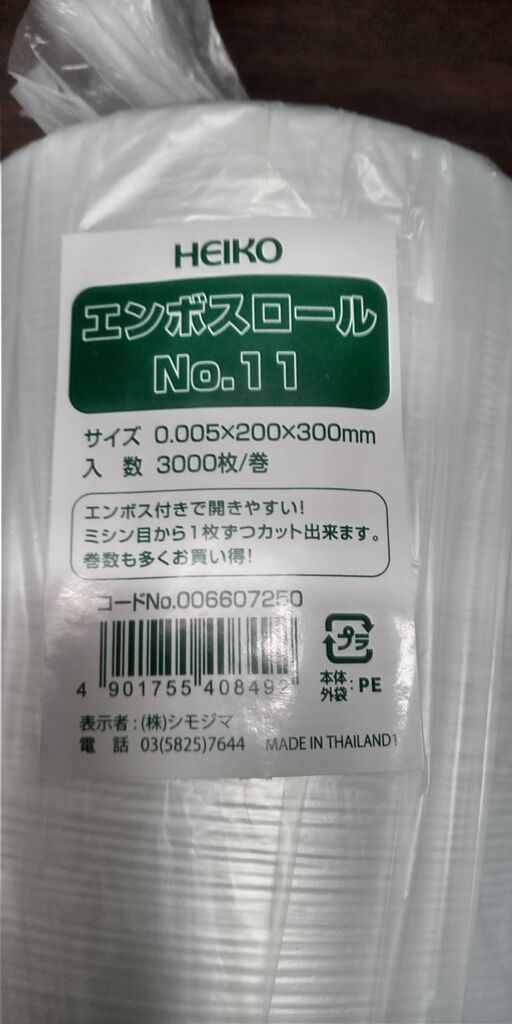 HEIKO
エンボスロール
No.11
サイズ 0.005×200×300mm
入 数 3000枚/巻
エンボス付きで開きやすい!
ミシン目から1枚ずつカット出来ます。
巻数も多くお買い得!
コードNo.006607250
プラ
4 901755 408492
本体
外袋 : PE
表示者:(株)シモジマ
電 話 03(5825)7644 MADE IN THAILAND1